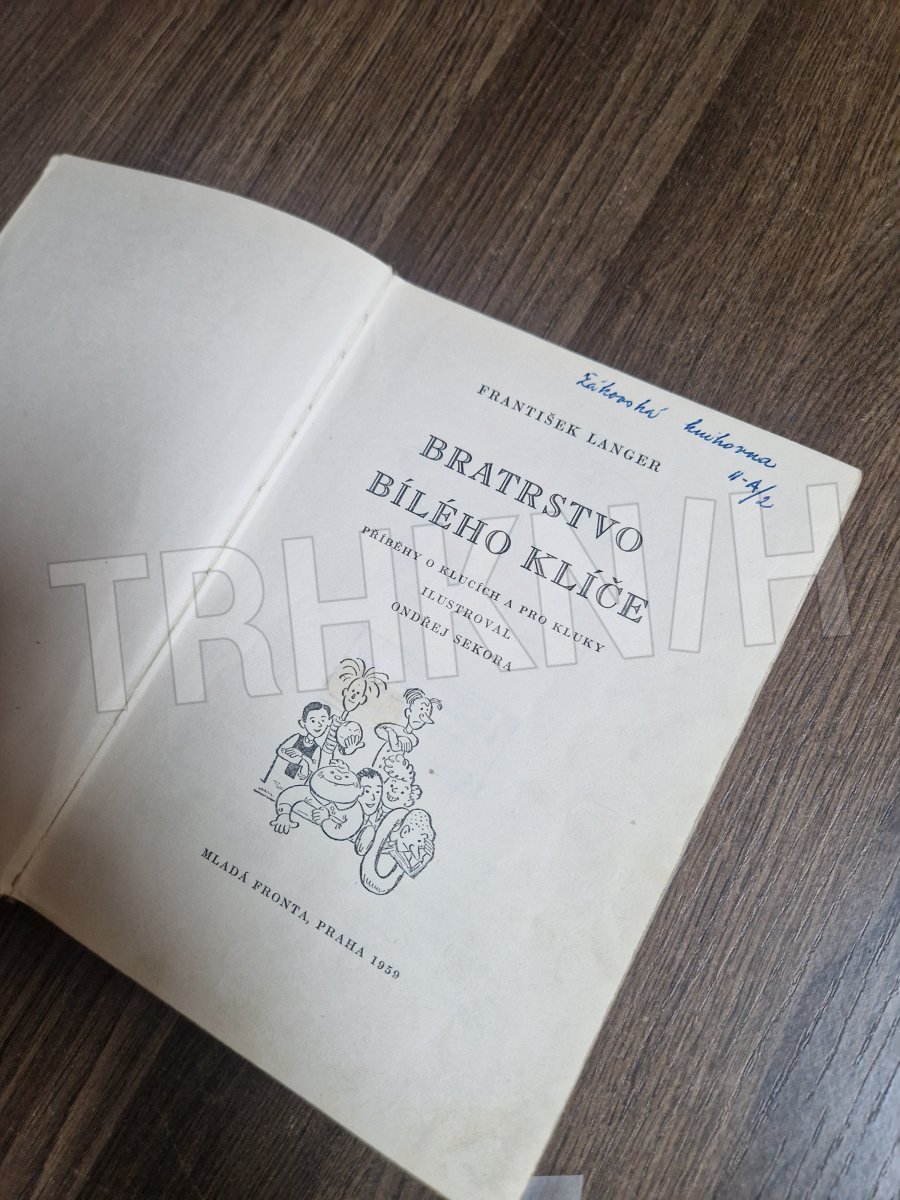 Žákovská knihovna
II-A/2
FRANTIŠEK LANGER
BRATRSTVO
BÍLÉHO KLÍČE
PŘÍBĚHY O KLUCÍCH A PRO KLUKY
ILUSTROVAL
ONDŘEJ SEKORA
MLADÁ FRONTA, PRAHA 1959
TRHKNIH